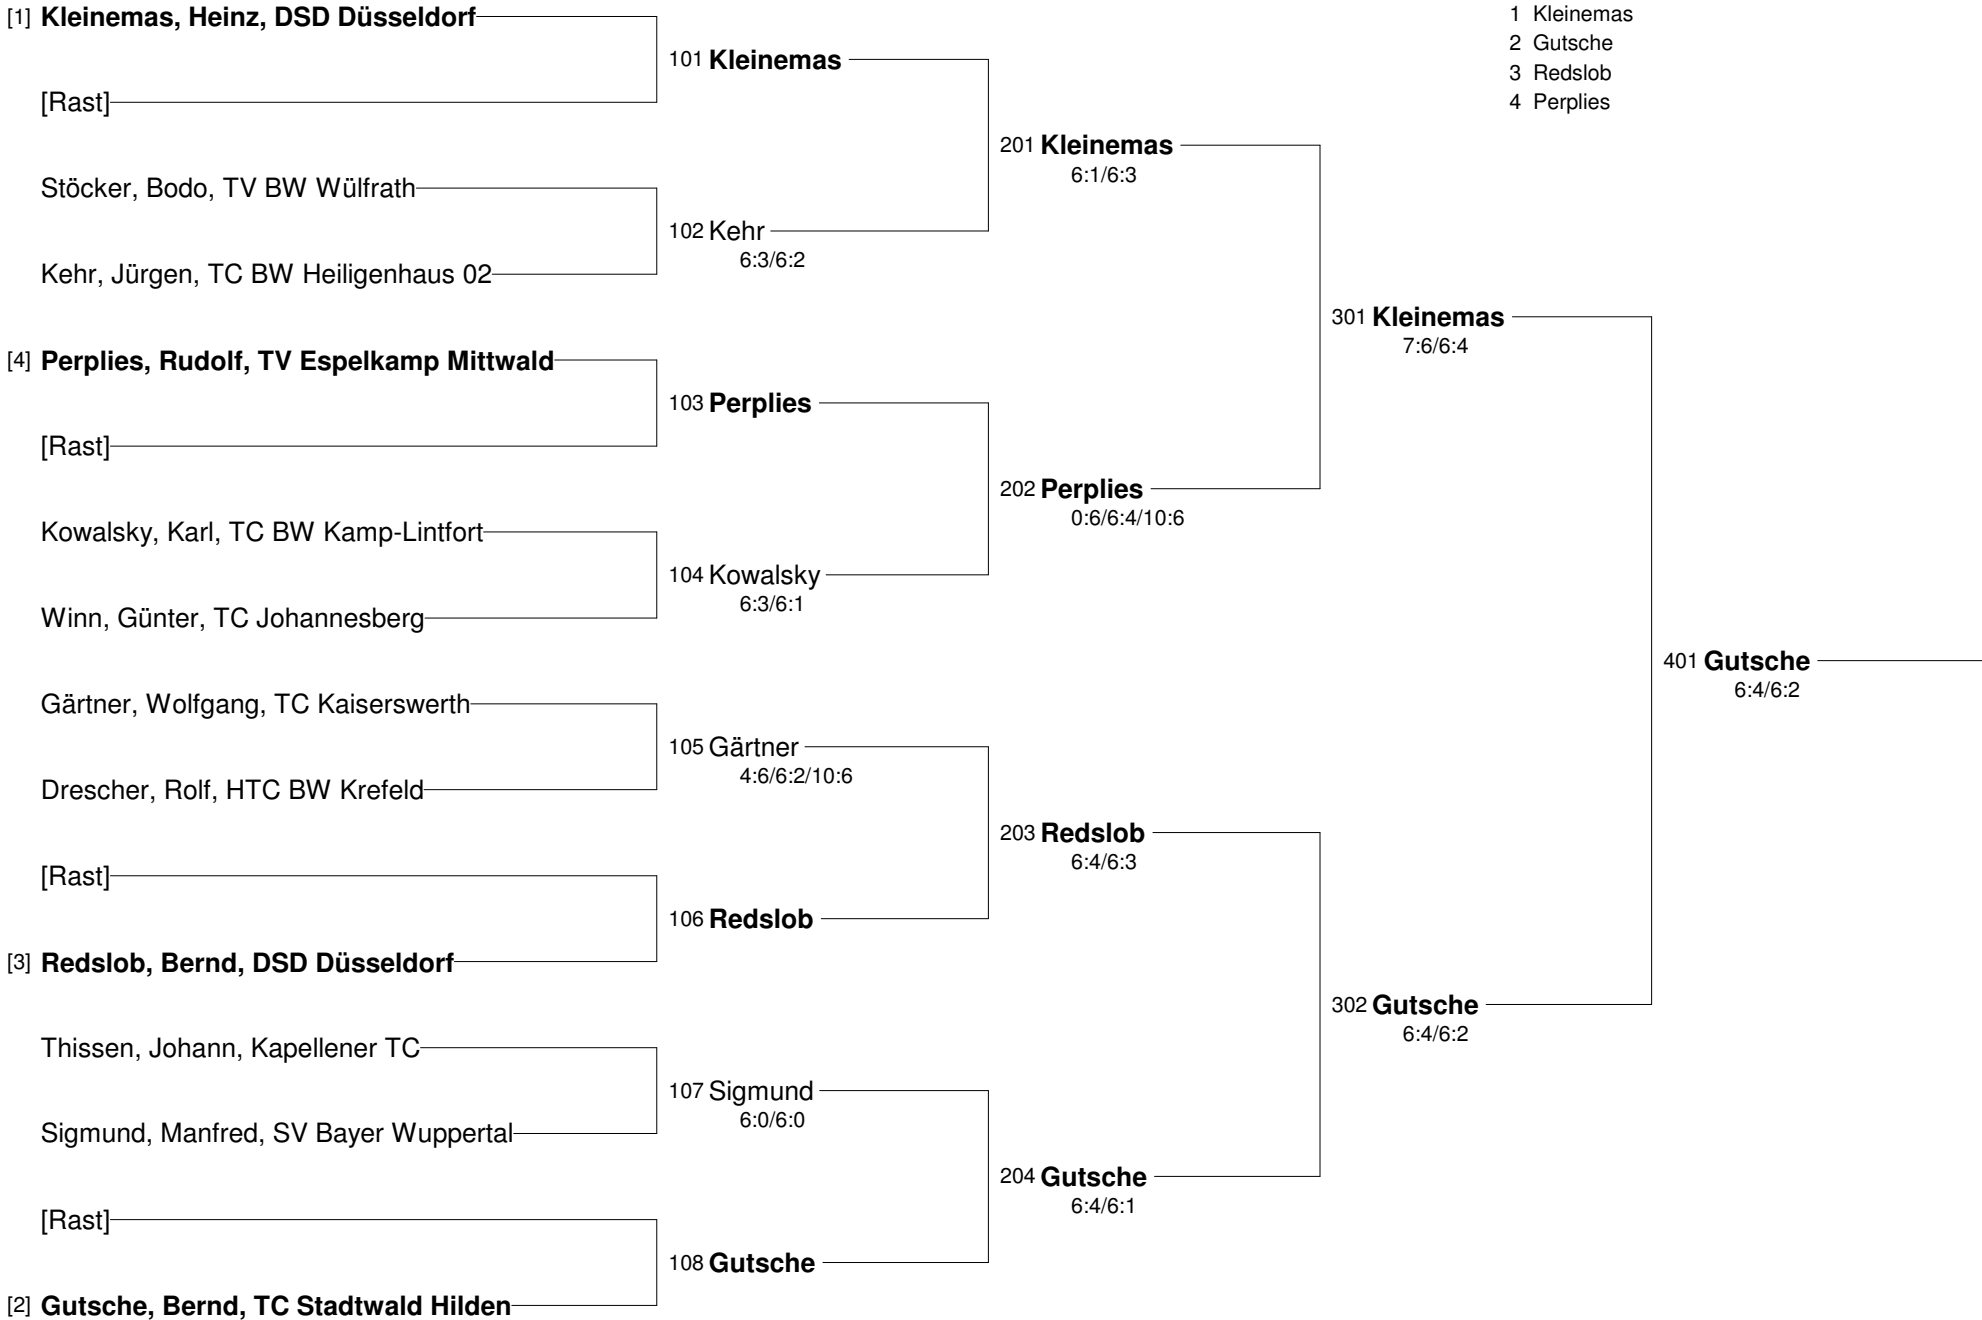 [1] Kleinemas, Heinz, DSD Düsseldorf
[Rast]
Stöcker, Bodo, TV BW Wülfrath
Kehr, Jürgen, TC BW Heiligenhaus 02
[4] Perplies, Rudolf, TV Espelkamp Mittwald
[Rast]
Kowalsky, Karl, TC BW Kamp-Lintfort
Winn, Günter, TC Johannesberg
Gärtner, Wolfgang, TC Kaiserswerth
Drescher, Rolf, HTC BW Krefeld
[Rast]
[3] Redslob, Bernd, DSD Düsseldorf
Thissen, Johann, Kapellener TC
Sigmund, Manfred, SV Bayer Wuppertal
[Rast]
[2] Gutsche, Bernd, TC Stadtwald Hilden
101 Kleinemas
102 Kehr
6:3/6:2
103 Perplies
104 Kowalsky
6:3/6:1
105 Gärtner
4:6/6:2/10:6
106 Redslob
107 Sigmund
6:0/6:0
108 Gutsche
201 Kleinemas
6:1/6:3
202 Perplies
0:6/6:4/10:6
203 Redslob
6:4/6:3
204 Gutsche
6:4/6:1
301 Kleinemas
7:6/6:4
302 Gutsche
6:4/6:2
401 Gutsche
6:4/6:2
1 Kleinemas
2 Gutsche
3 Redslob
4 Perplies